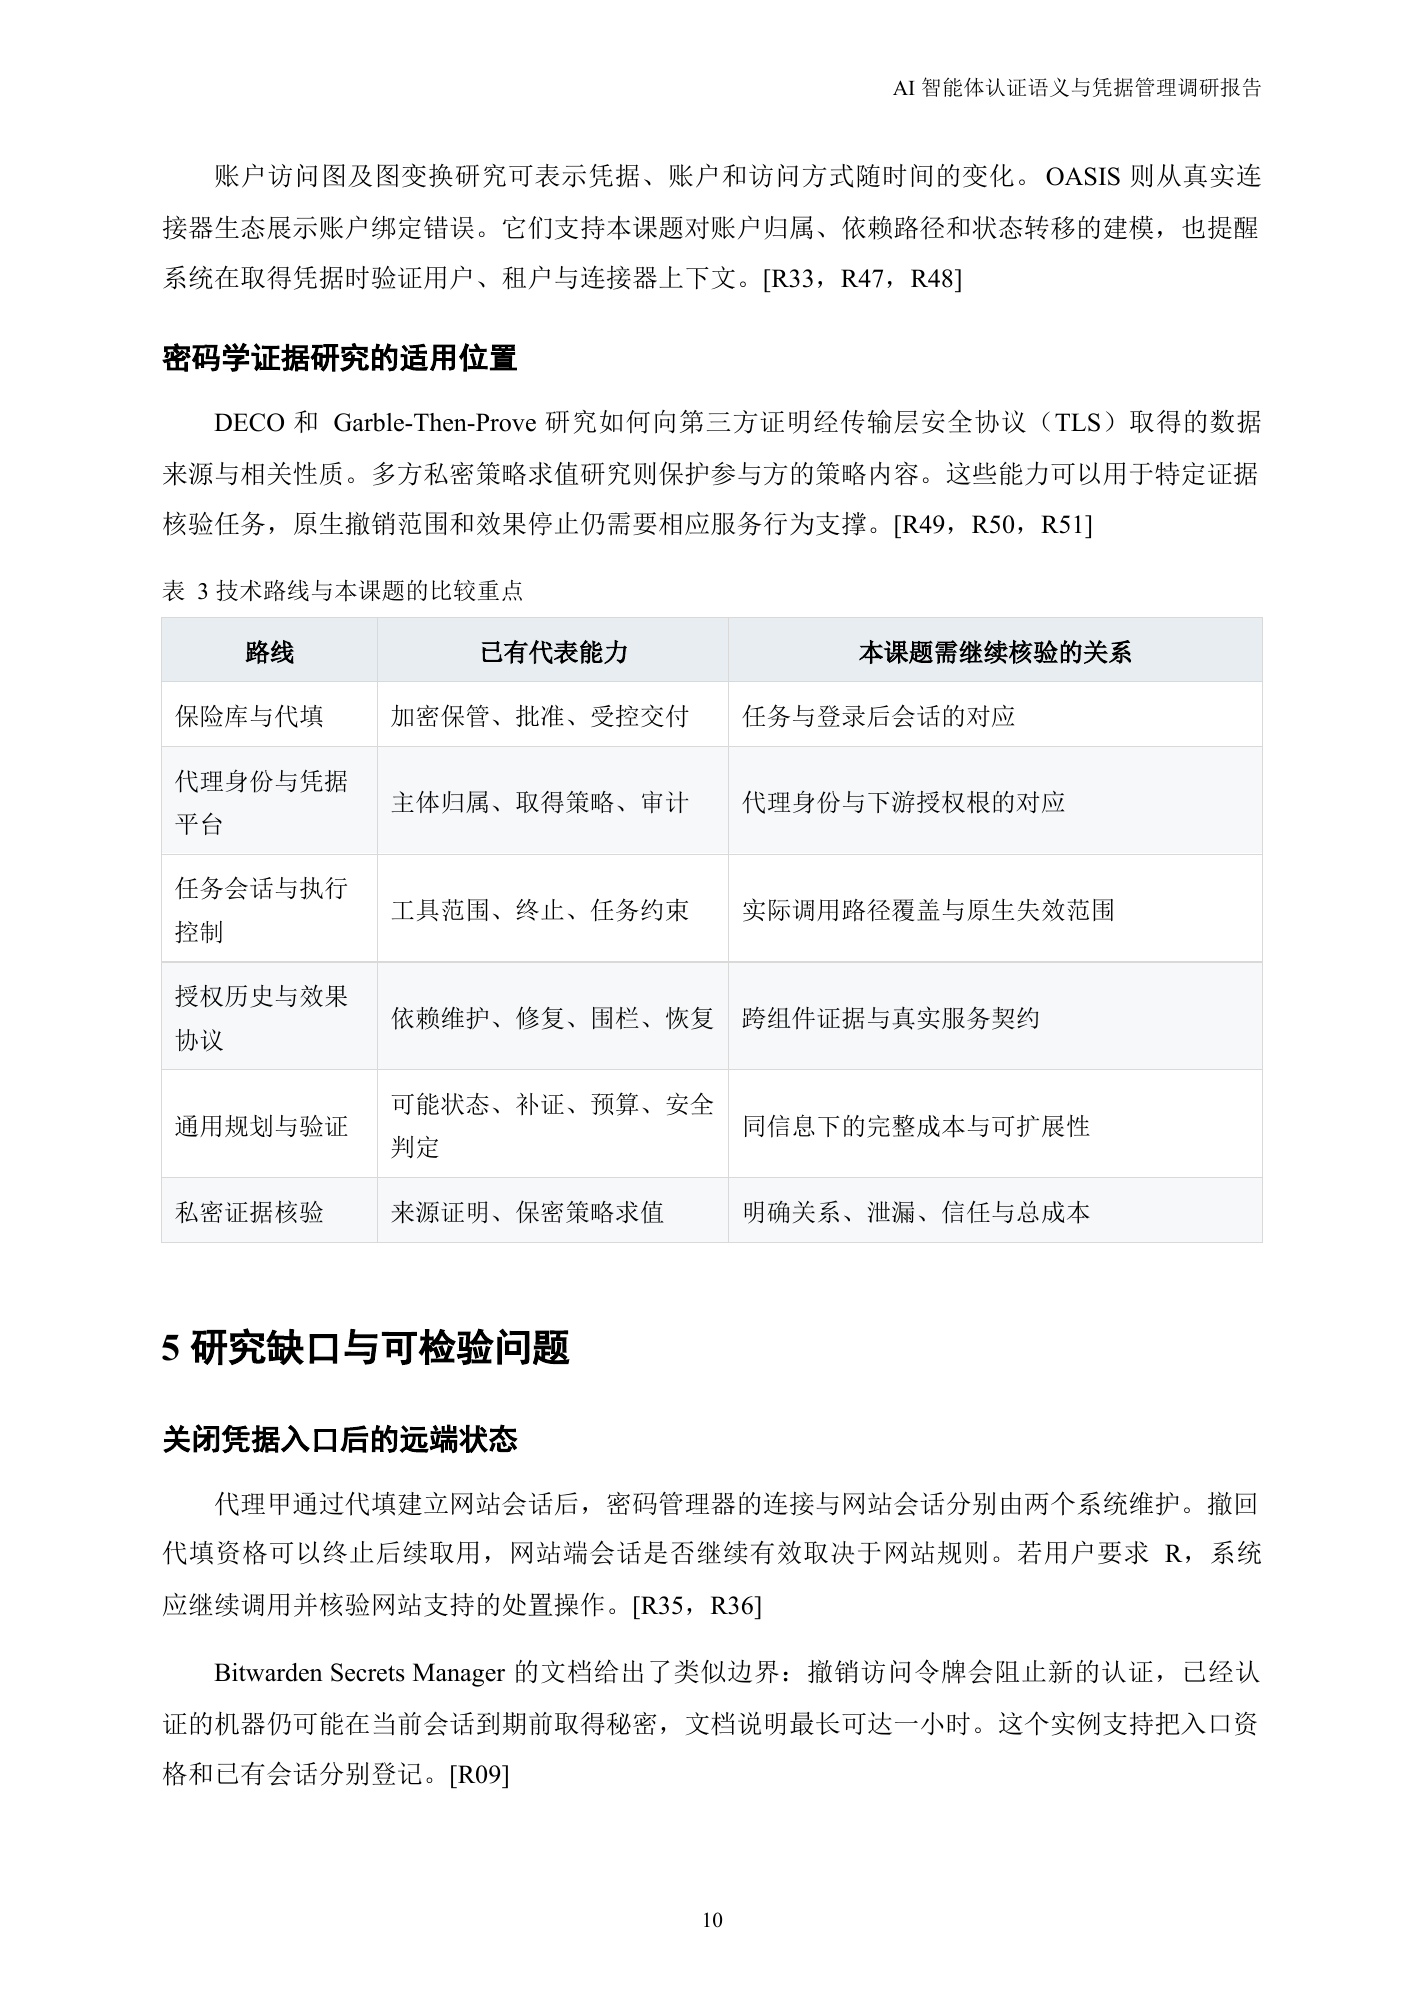 AI 智能体认证语义与凭据管理调研报告
账户访问图及图变换研究可表示凭据、账户和访问方式随时间的变化。OASIS 则从真实连
接器生态展示账户绑定错误。它们支持本课题对账户归属、依赖路径和状态转移的建模，也提醒
系统在取得凭据时验证用户、租户与连接器上下文。[R33，R47，R48]
密码学证据研究的适用位置
DECO 和 Garble-Then-Prove 研究如何向第三方证明经传输层安全协议（TLS）取得的数据
来源与相关性质。多方私密策略求值研究则保护参与方的策略内容。这些能力可以用于特定证据
核验任务，原生撤销范围和效果停止仍需要相应服务行为支撑。[R49，R50，R51]
表 3 技术路线与本课题的比较重点
路线 已有代表能力 本课题需继续核验的关系
保险库与代填 加密保管、批准、受控交付 任务与登录后会话的对应
代理身份与凭据
平台 主体归属、取得策略、审计 代理身份与下游授权根的对应
任务会话与执行
控制 工具范围、终止、任务约束 实际调用路径覆盖与原生失效范围
授权历史与效果
协议 依赖维护、修复、围栏、恢复 跨组件证据与真实服务契约
通用规划与验证 可能状态、补证、预算、安全
判定 同信息下的完整成本与可扩展性
私密证据核验 来源证明、保密策略求值 明确关系、泄漏、信任与总成本
5 研究缺口与可检验问题
关闭凭据入口后的远端状态
代理甲通过代填建立网站会话后，密码管理器的连接与网站会话分别由两个系统维护。撤回
代填资格可以终止后续取用，网站端会话是否继续有效取决于网站规则。若用户要求 R，系统
应继续调用并核验网站支持的处置操作。[R35，R36]
Bitwarden Secrets Manager 的文档给出了类似边界：撤销访问令牌会阻止新的认证，已经认
证的机器仍可能在当前会话到期前取得秘密，文档说明最长可达一小时。这个实例支持把入口资
格和已有会话分别登记。[R09]
10